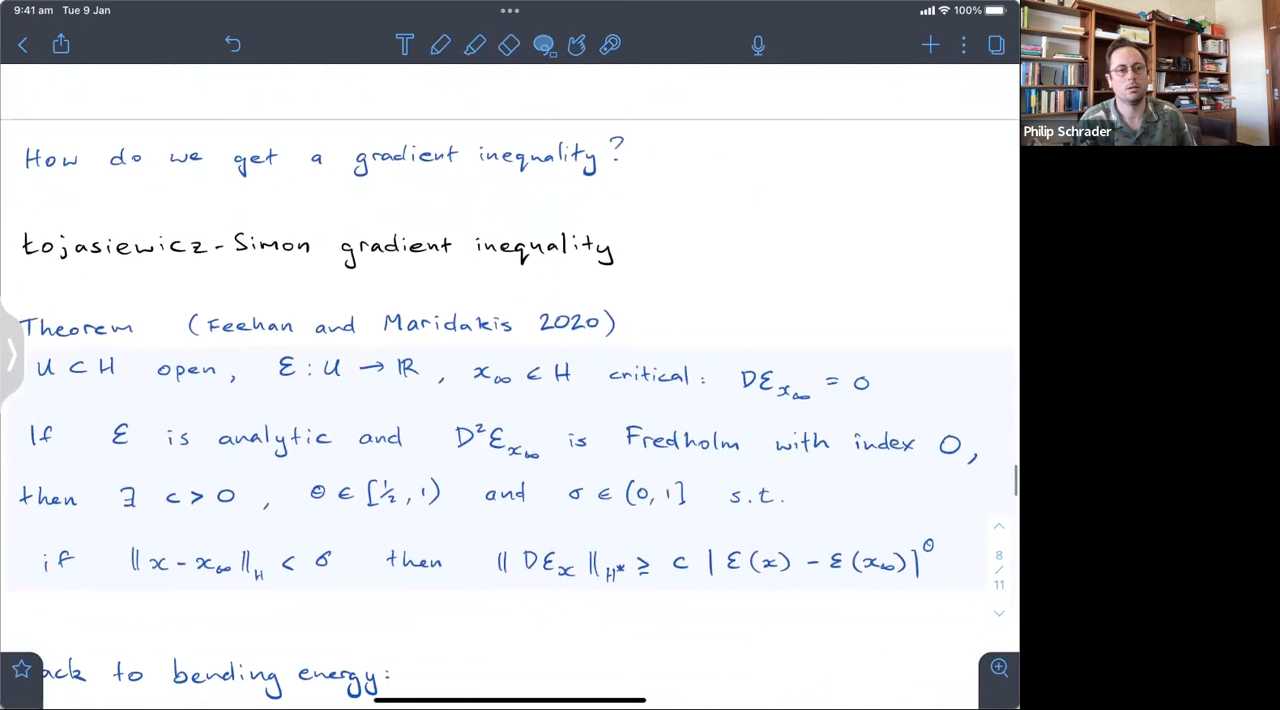 9:41 am Tue 9 Jan
100%
T
Philip Schrader
How do we get a gradient inequality?
Łojasiewicz - Simon gradient inequality
Theorem (Feehan and Maridakis 2020)
U ⊂ H open, ℰ : U → ℝ, x∞ ∈ H critical: Dℰx∞ = 0
If ℰ is analytic and D²ℰx∞ is Fredholm with index 0,
then ∃ c > 0, θ ∈ [½, 1) and σ ∈ (0, 1] s.t.
if ‖x - x∞‖H < σ then ‖Dℰx‖H* ≥ c |ℰ(x) - ℰ(x∞)|^θ
8
/
11
ack to bending energy: